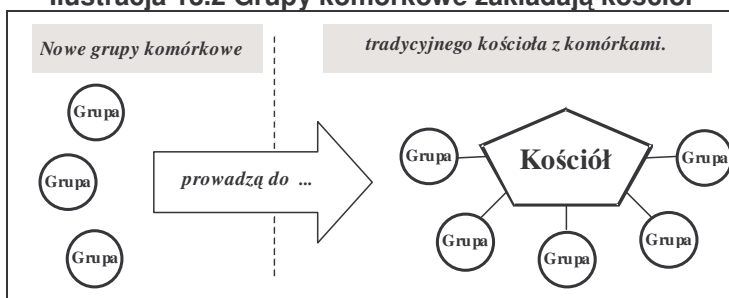 Ilustracja 16.2 Grupy komórkowe zakładają kościół
Nowe grupy komórkowe
tradycyjnego kościoła z komórkami.
Grupa
Grupa
Grupa
prowadzą do ...
Kościół
Grupa
Grupa
Grupa
Grupa
Grupa